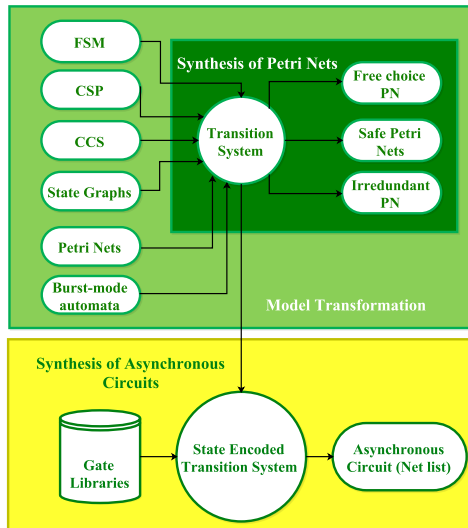 FSM
CSP
CCS
State Graphs
Petri Nets
Burst-mode
automata
Synthesis of Petri Nets
Transition
System
Free choice
PN
Safe Petri
Nets
Irredundant
PN
Model Transformation
Synthesis of Asynchronous
Circuits
Gate
Libraries
State Encoded
Transition System
Asynchronous
Circuit (Net list)